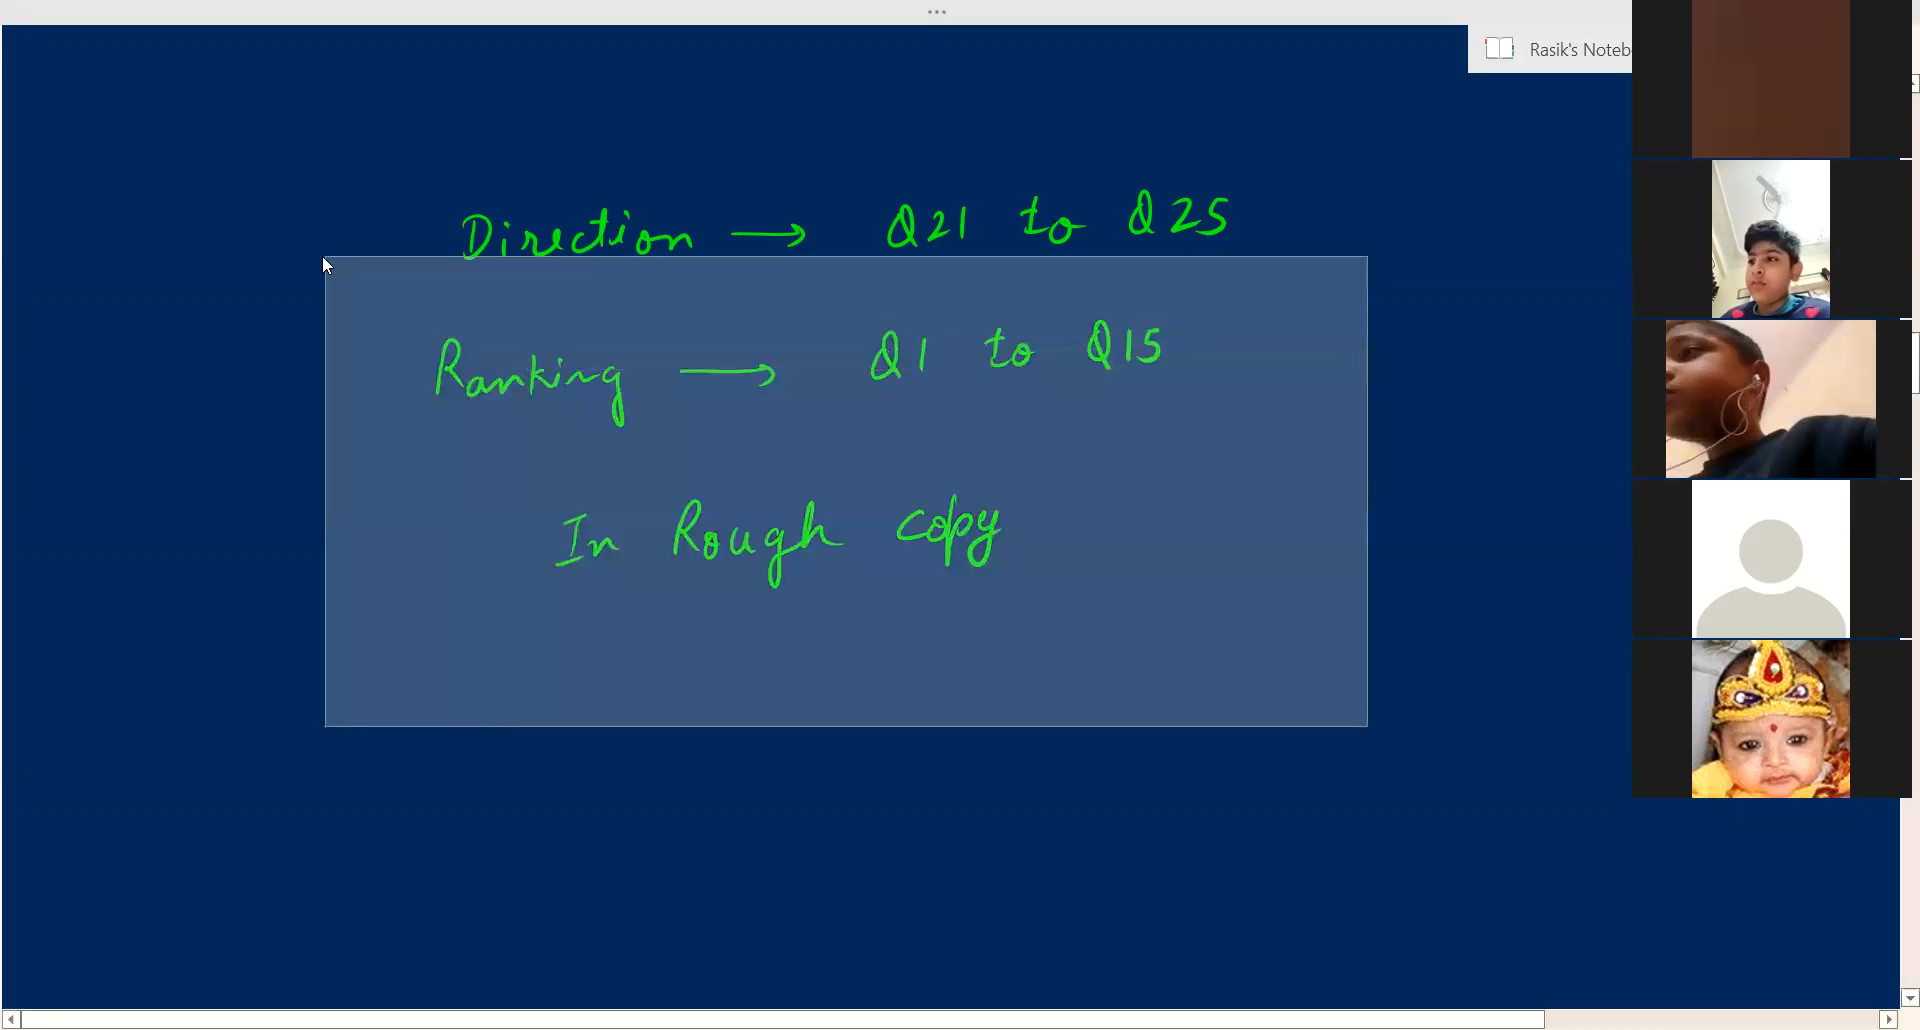 Rasik's Noteb
Direction → Q21 to Q25
Ranking → Q1 to Q15
In Rough copy